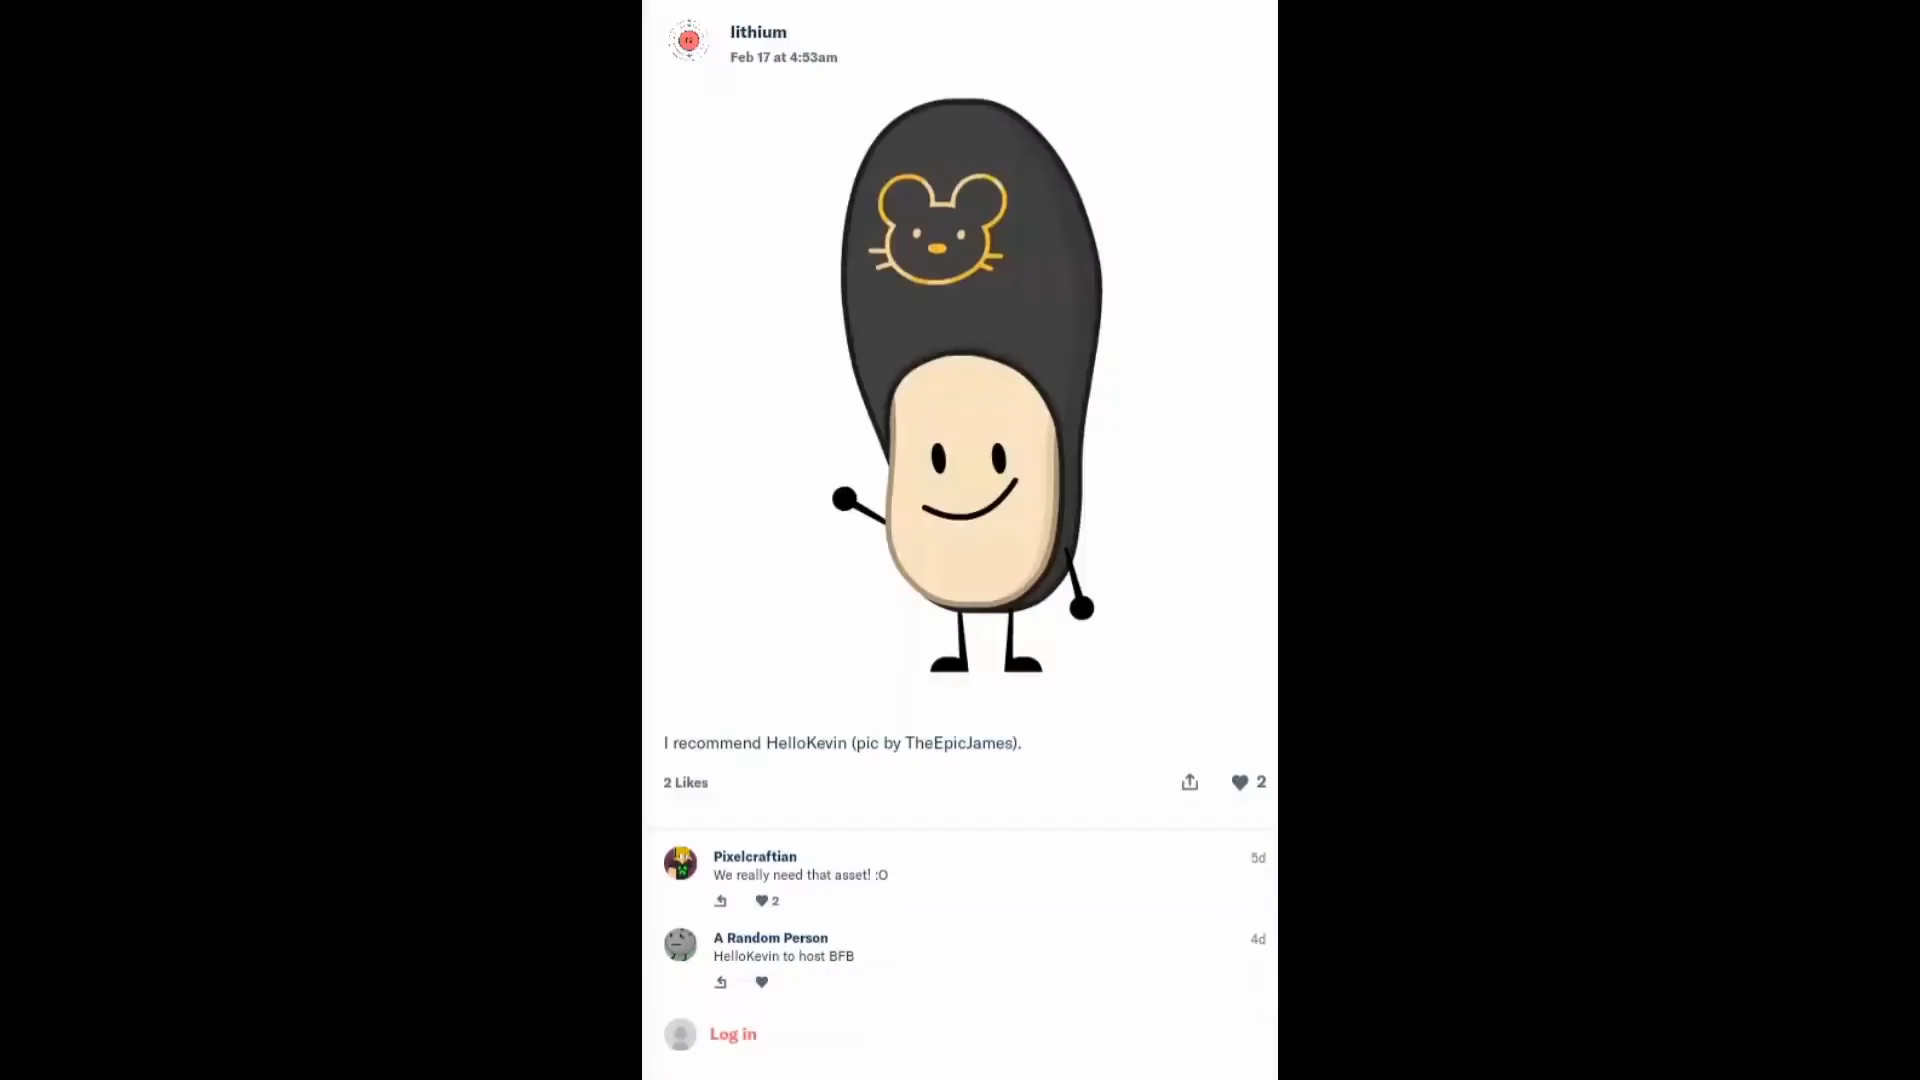 lithium
Feb 17 at 4:53am
I recommend HelloKevin (pic by TheEpicJames).
2 Likes
2
Pixelcraftian
5d
We really need that asset! :O
2
A Random Person
4d
HelloKevin to host BFB
Log in